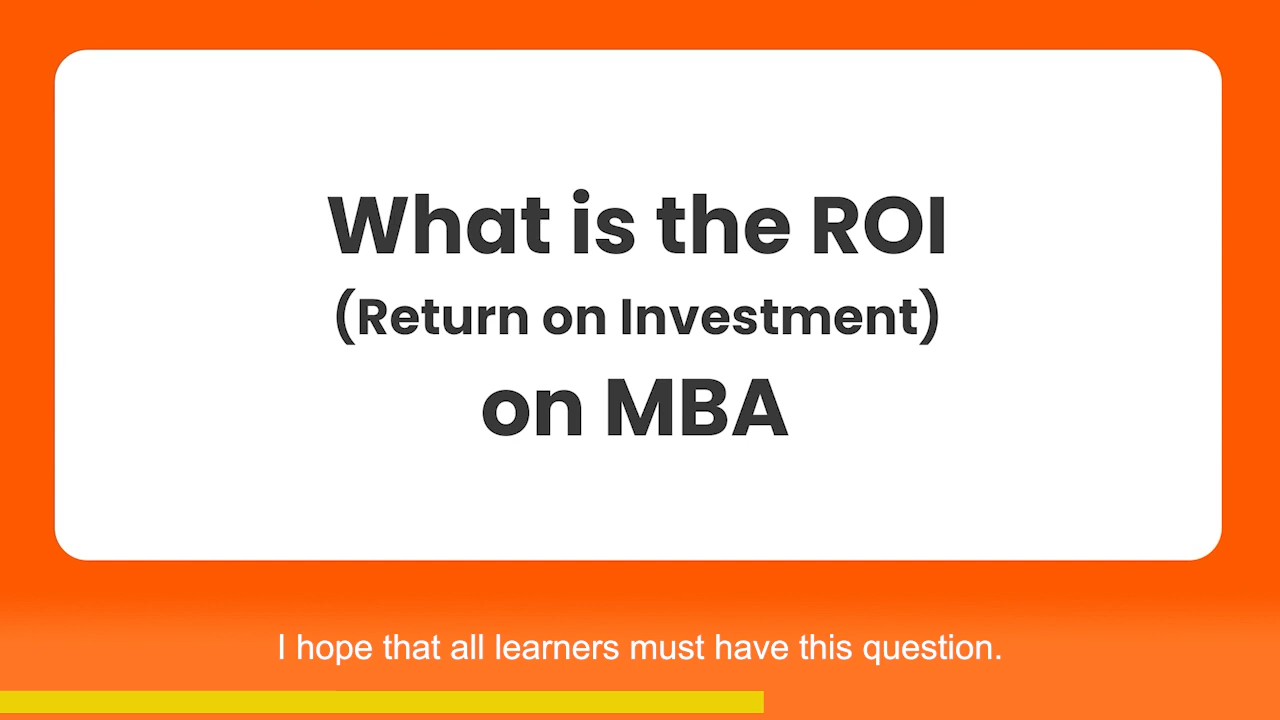 What is the ROI
(Return on Investment)
on MBA
I hope that all learners must have this question.